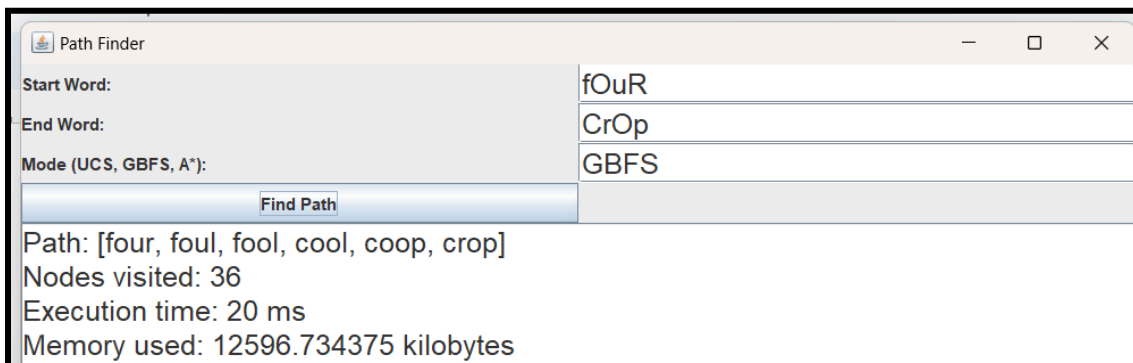 Path Finder
Start Word: fOuR
End Word: CrOp
Mode (UCS, GBFS, A*): GBFS
Find Path
Path: [four, foul, fool, cool, coop, crop]
Nodes visited: 36
Execution time: 20 ms
Memory used: 12596.734375 kilobytes